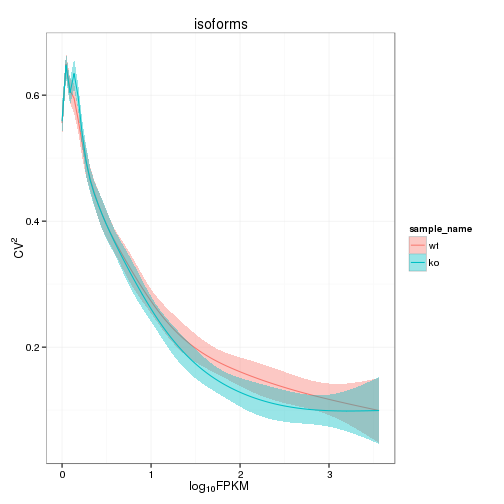 isoforms
CV²
0.6
0.4
0.2
0
1
2
3
log₁₀FPKM
sample_name
wt
ko